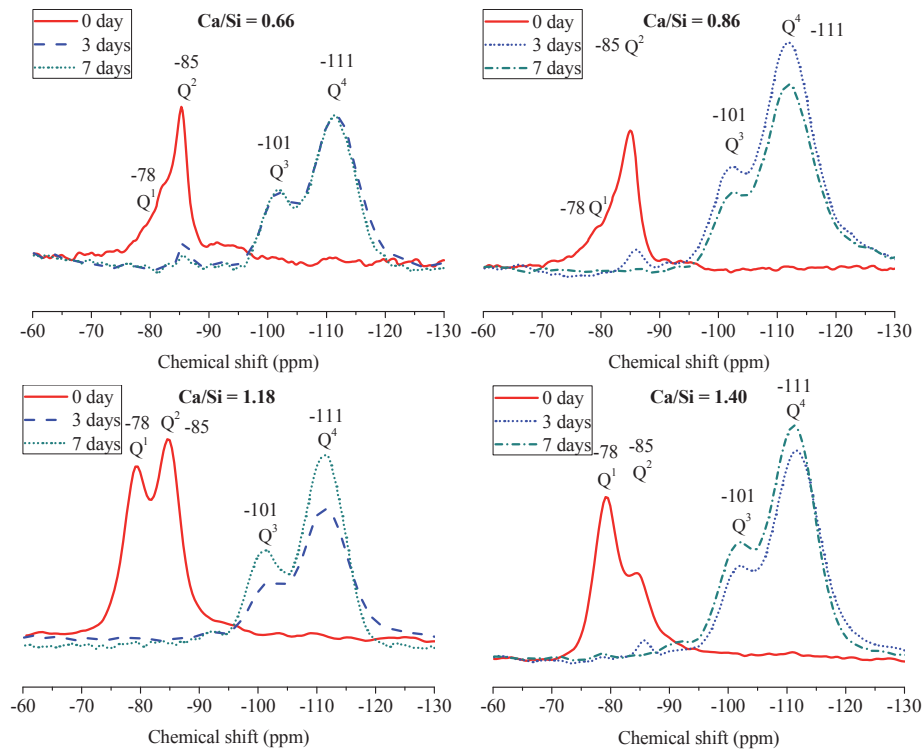 0 day
3 days
7 days
Ca/Si = 0.66
-85
Q²
-78
Q¹
-101
Q³
-111
Q⁴
-60 -70 -80 -90 -100 -110 -120 -130
Chemical shift (ppm)
0 day
3 days
7 days
Ca/Si = 0.86
-85 Q²
-78 Q¹
-101
Q³
Q⁴ -111
-60 -70 -80 -90 -100 -110 -120 -130
Chemical shift (ppm)
0 day
3 days
7 days
Ca/Si = 1.18
-78
Q¹
Q² -85
-101
Q³
-111
Q⁴
-60 -70 -80 -90 -100 -110 -120 -130
Chemical shift (ppm)
0 day
3 days
7 days
Ca/Si = 1.40
-78
Q¹
-85
Q²
-101
Q³
-111
Q⁴
-60 -70 -80 -90 -100 -110 -120 -130
Chemical shift (ppm)